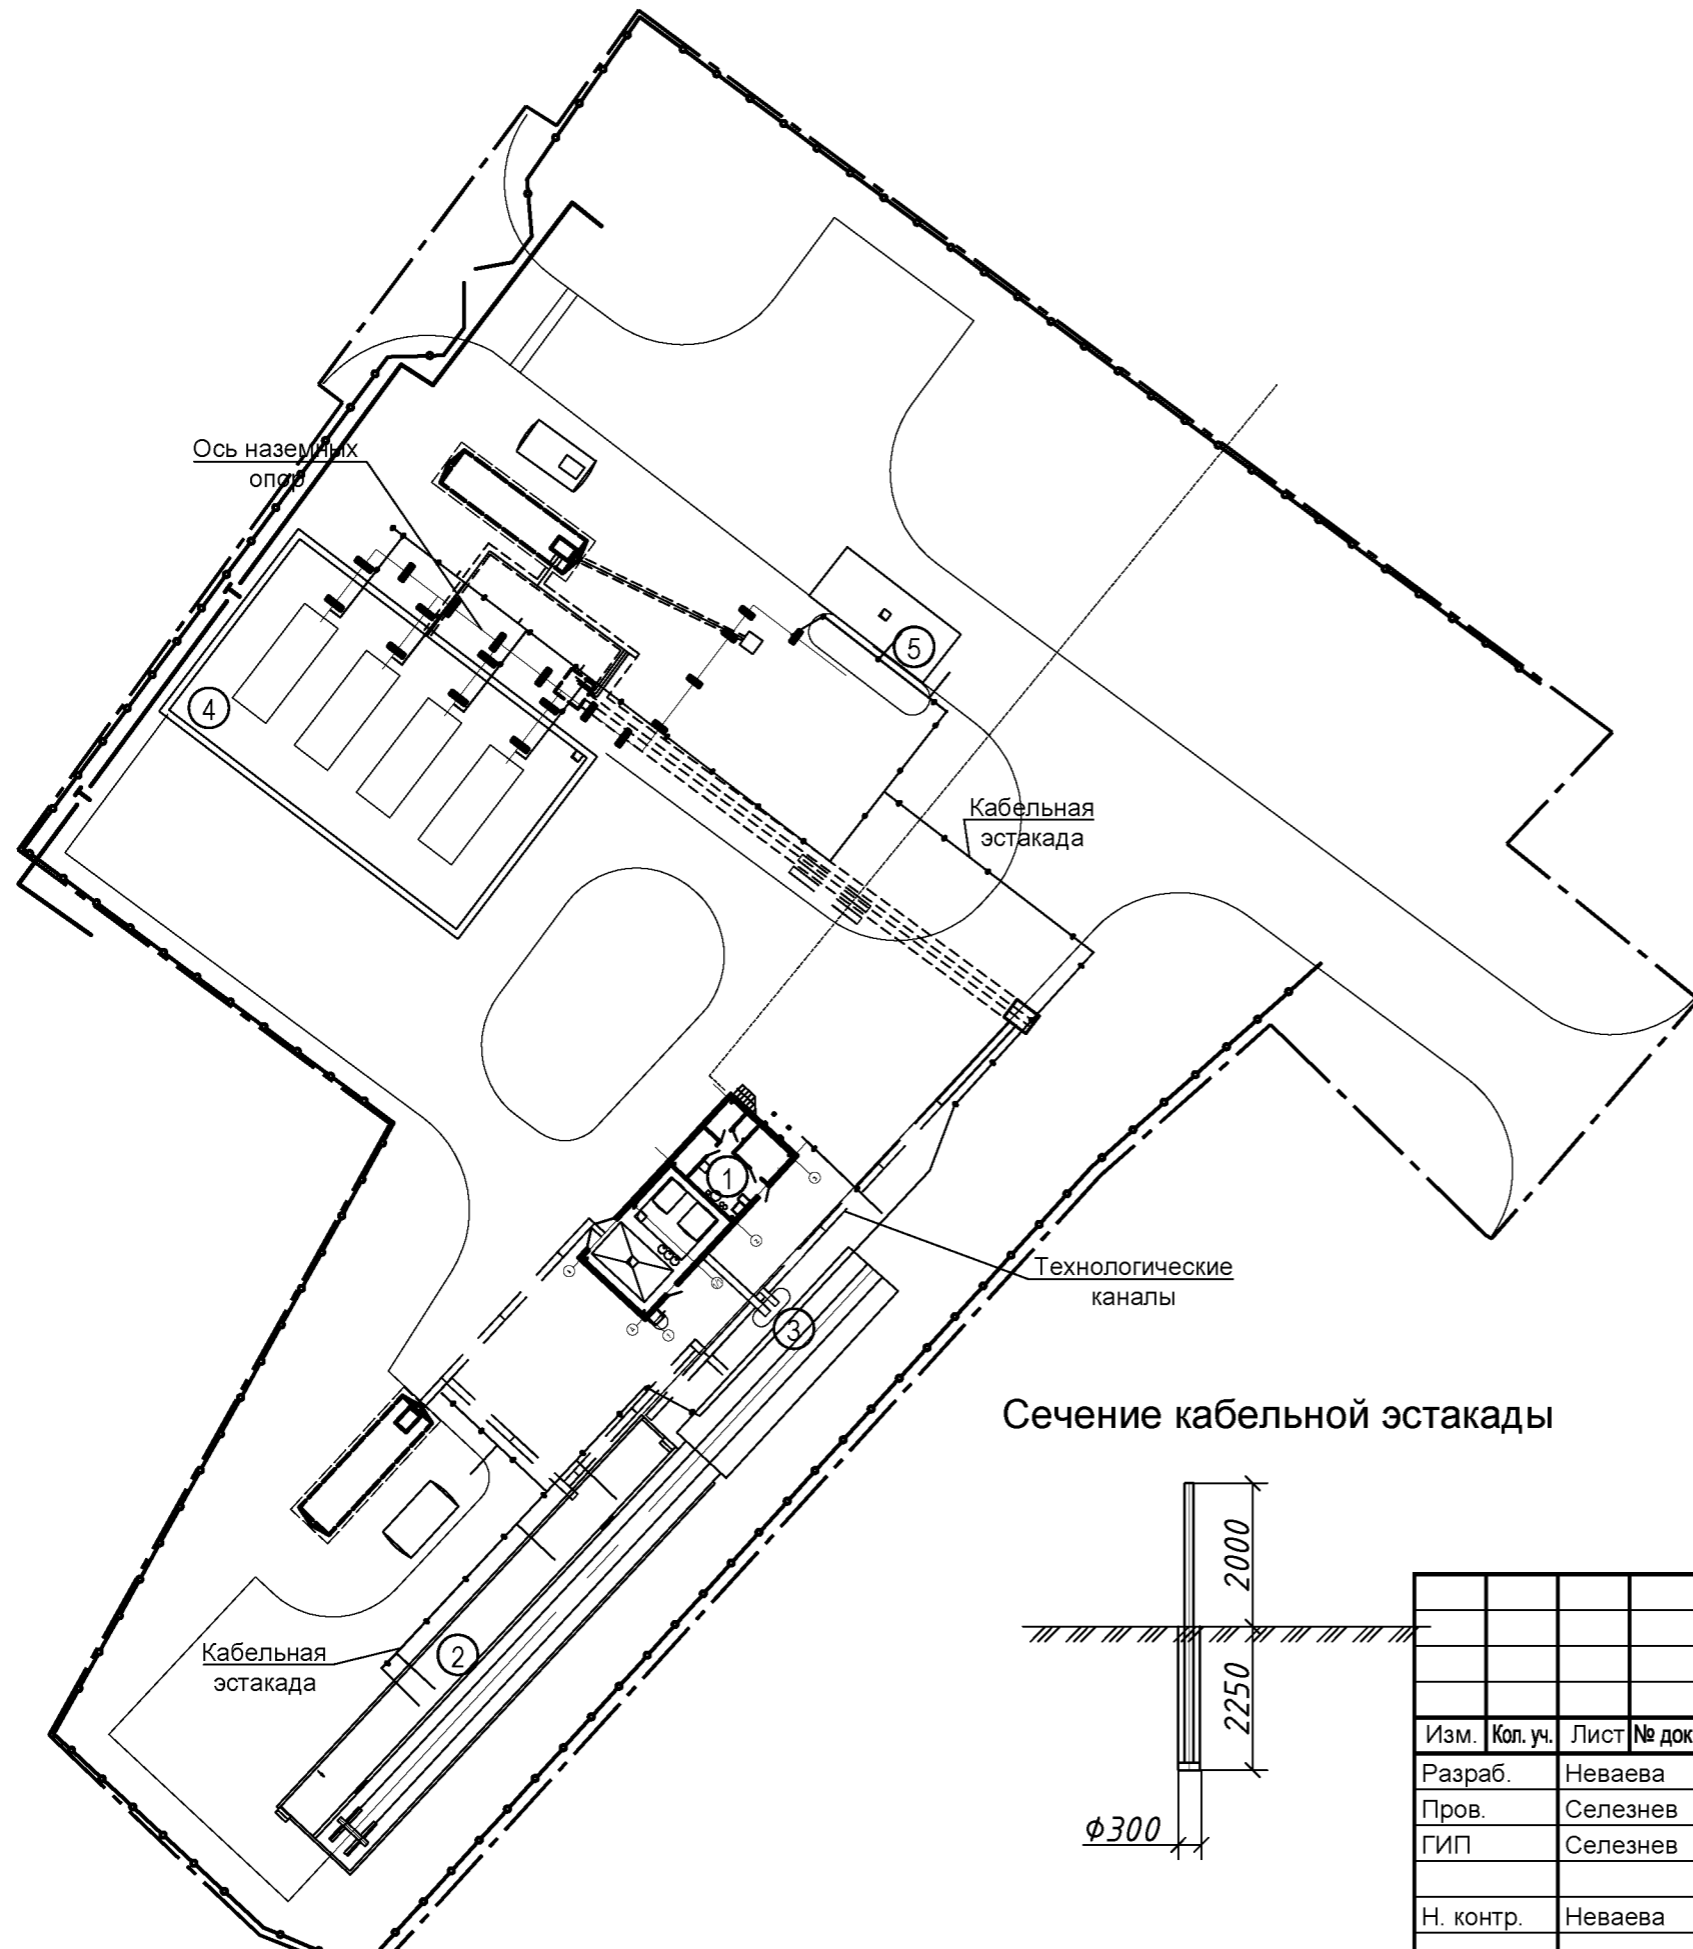 Ось наземных
опор
4
5
Кабельная
эстакада
1
Технологические
каналы
3
Сечение кабельной эстакады
2000
2250
Ф300
Кабельная
эстакада
2
Изм. Кол. уч. Лист № док
Разраб. Неваева
Пров. Селезнев
ГИП Селезнев
Н. контр. Неваева